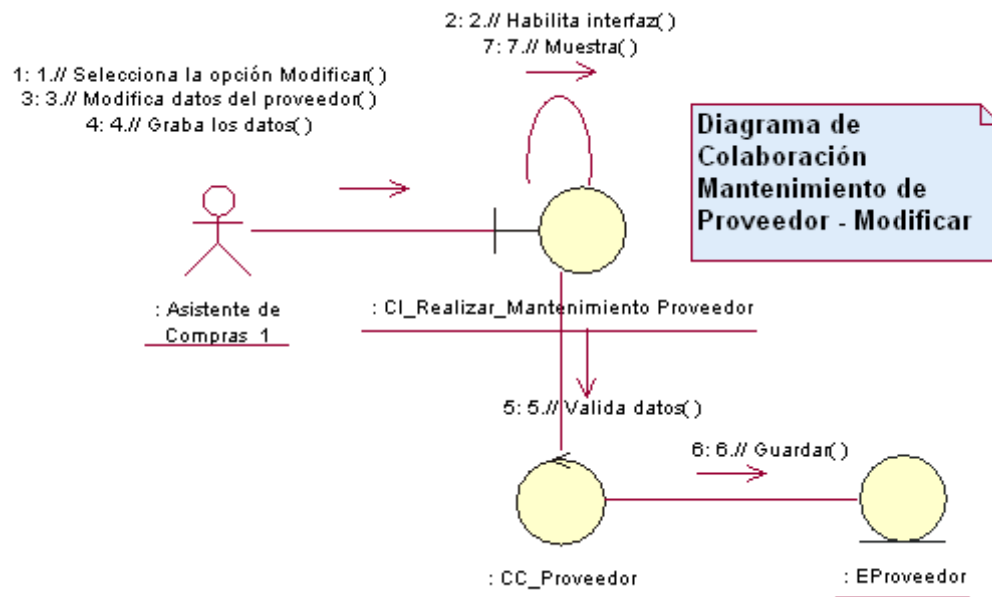 2: 2.// Habilita interfaz( )
7: 7.// Muestra( )
1: 1.// Selecciona la opción Modificar( )
3: 3.// Modifica datos del proveedor( )
4: 4.// Graba los datos( )
Diagrama de
Colaboración
Mantenimiento de
Proveedor - Modificar
: Asistente de
Compras_1
: CI_Realizar_Mantenimiento Proveedor
5: 5.// Valida datos( )
6: 6.// Guardar( )
: CC_Proveedor
: EProveedor